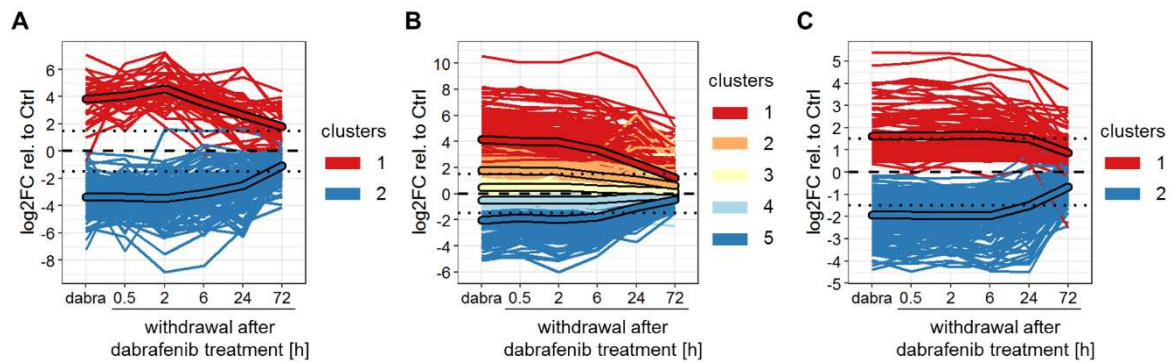 A
log2FC rel. to Ctrl
6
4
2
0
-2
-4
-6
-8
dabra 0.5 2 6 24 72
withdrawal after
dabrafenib treatment [h]
clusters
1
2
B
log2FC rel. to Ctrl
12
10
8
6
4
2
0
-2
-4
-6
dabra 0.5 2 6 24 72
withdrawal after
dabrafenib treatment [h]
clusters
1
2
3
4
5
C
log2FC rel. to Ctrl
5
4
3
2
1
0
-1
-2
-3
-4
-5
dabra 0.5 2 6 24 72
withdrawal after
dabrafenib treatment [h]
clusters
1
2